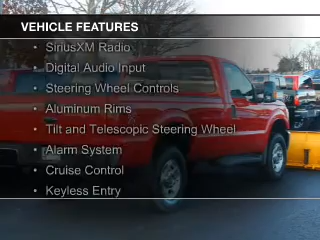 VEHICLE FEATURES
• SiriusXM Radio
• Digital Audio Input
• Steering Wheel Controls
• Aluminum Rims
• Tilt and Telescopic Steering Wheel
• Alarm System
• Cruise Control
• Keyless Entry